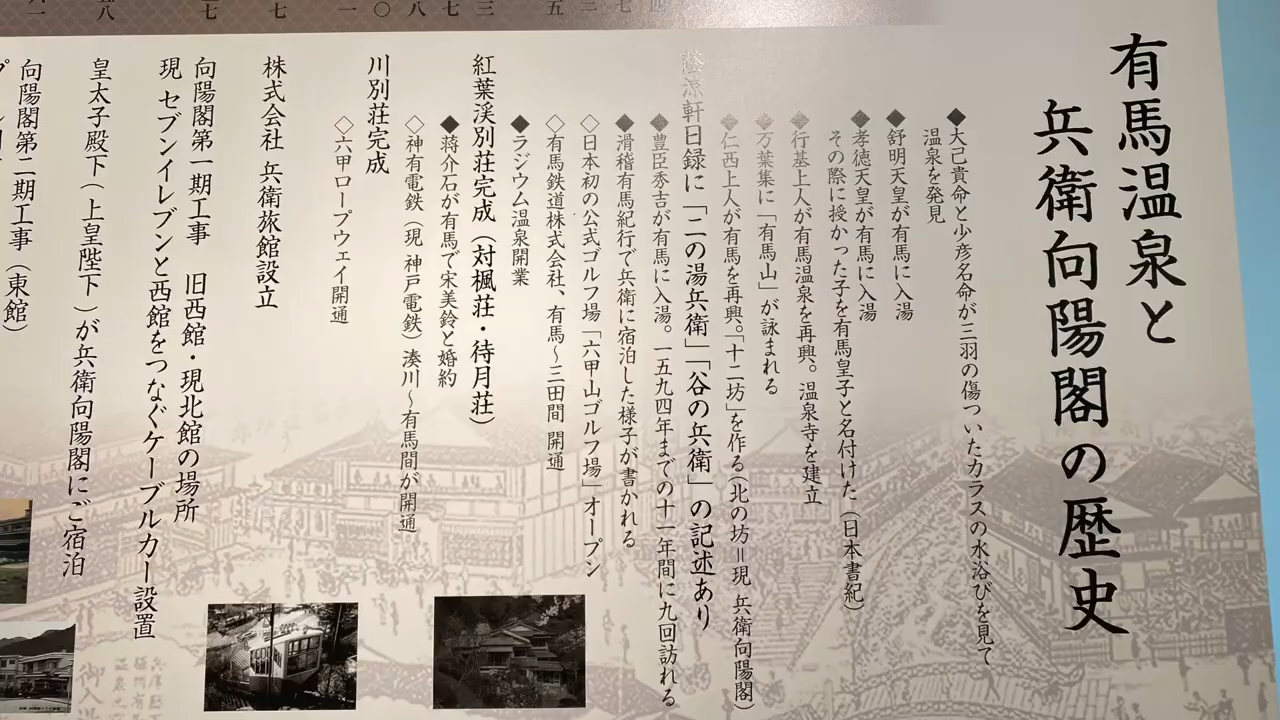 有馬温泉と
兵衛向陽閣の歴史
◆大己貴命と少彦名命が三羽の傷ついたカラスの水浴びを見て
温泉を発見
◆舒明天皇が有馬に入湯
◆孝徳天皇が有馬に入湯
その際に授かった子を有馬皇子と名付けた（日本書紀）
◆行基上人が有馬温泉を再興。温泉寺を建立
◆万葉集に「有馬山」が詠まれる
◆仁西上人が有馬を再興。「十二坊」を作る（北の坊＝現 兵衛向陽閣）
蔭涼軒日録に「二の湯兵衛」「谷の兵衛」の記述あり
◆豊臣秀吉が有馬に入湯。一五九四年までの十一年間に九回訪れる
◆滑稽有馬紀行で兵衛に宿泊した様子が書かれる
◇日本初の公式ゴルフ場「六甲山ゴルフ場」オープン
◇有馬鉄道株式会社、有馬～三田間 開通
◆ラジウム温泉開業
紅葉渓別荘完成（対楓荘・待月荘）
◆蒋介石が有馬で宋美鈴と婚約
◇神有電鉄（現 神戸電鉄）湊川～有馬間が開通
川別荘完成
◇六甲ロープウェイ開通
株式会社 兵衛旅館設立
向陽閣第一期工事 旧西館・現北館の場所
現 セブンイレブンと西館をつなぐケーブルカー設置
皇太子殿下（上皇陛下）が兵衛向陽閣にご宿泊
向陽閣第二期工事（東館）